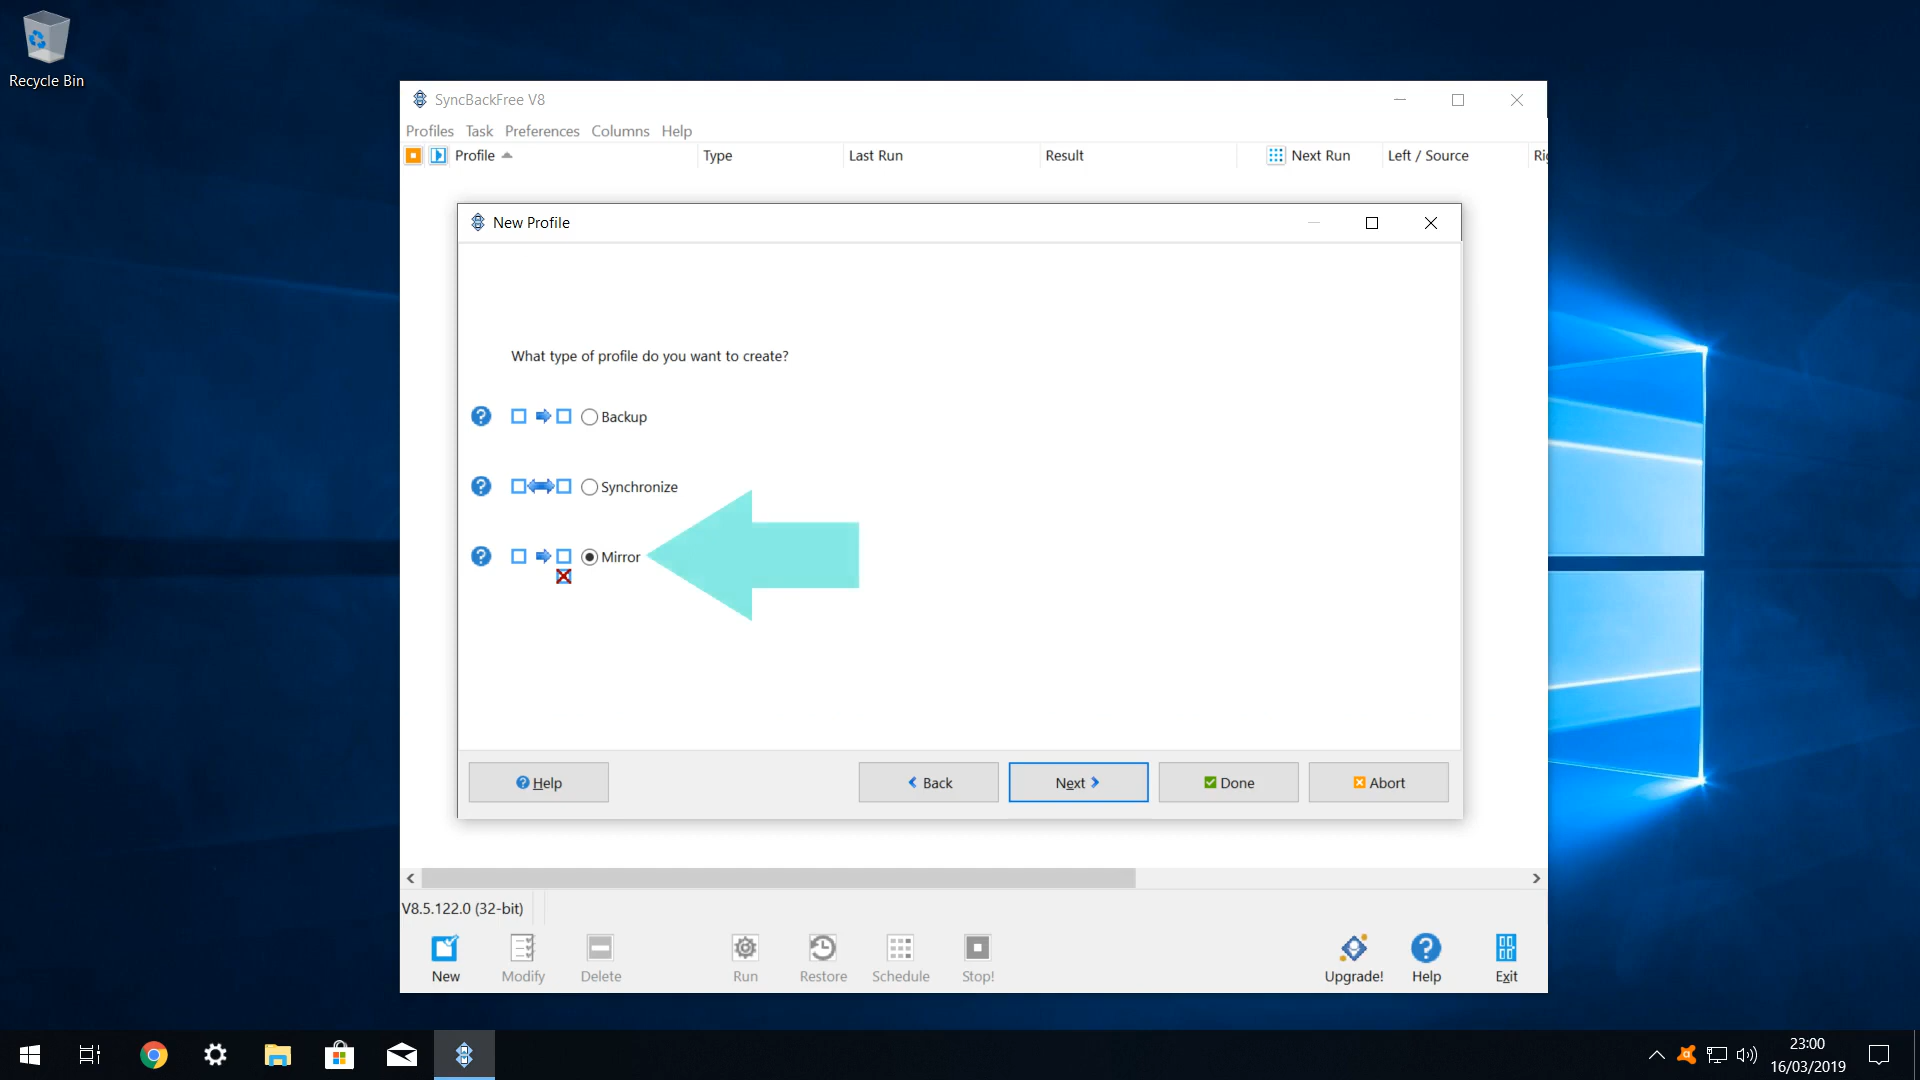 Recycle Bin
SyncBackFree V8
Profiles Task Preferences Columns Help
Profile Type Last Run Result Next Run Left / Source Ri
New Profile
What type of profile do you want to create?
Backup
Synchronize
Mirror
Help Back Next Done Abort
V8.5.122.0 (32-bit)
New Modify Delete Run Restore Schedule Stop! Upgrade! Help Exit
23:00
16/03/2019